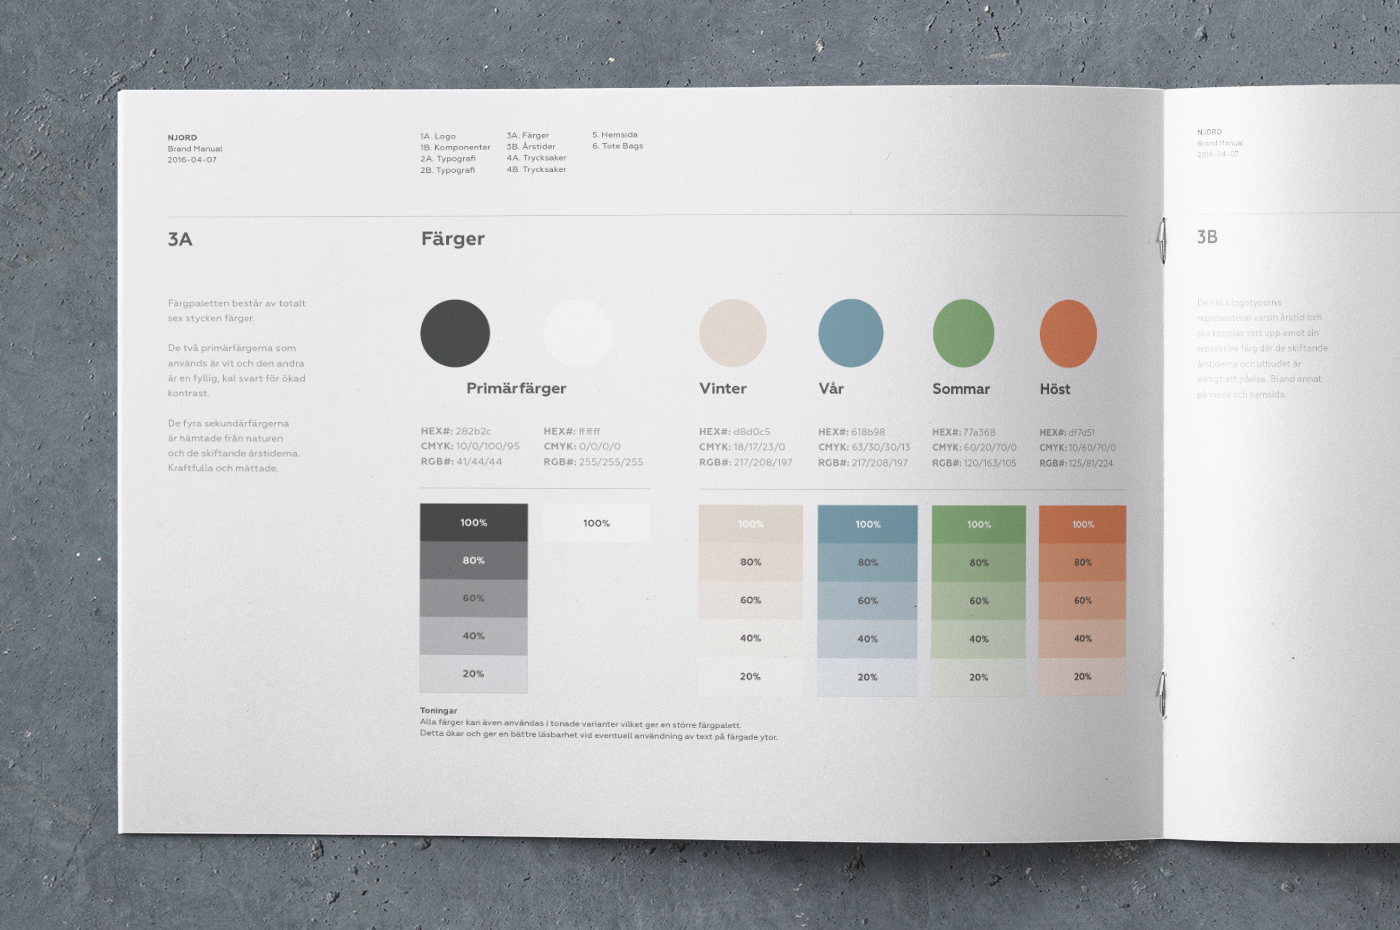 NJORD
Brand Manual
2016-04-07
1A. Logo
1B. Komponenter
2A. Typografi
2B. Typografi
3A. Färger
3B. Årstider
4A. Trycksaker
4B. Trycksaker
5. Hemsida
6. Tote Bags
3A
Färger
Färgpaletten består av totalt
sex stycken färger.
De två primärfärgerna som
används är vit och den andra
är en fyllig, kal svart för ökad
kontrast.
De fyra sekundärfärgerna
är hämtade från naturen
och de skiftande årstiderna.
Kraftfulla och mättade.
Primärfärger
HEX#: 282b2c
CMYK: 10/0/100/95
RGB#: 41/44/44
HEX#: ffffff
CMYK: 0/0/0/0
RGB#: 255/255/255
Vinter
HEX#: d8d0c5
CMYK: 18/17/23/0
RGB#: 217/208/197
Vår
HEX#: 618b98
CMYK: 63/30/30/13
RGB#: 217/208/197
Sommar
HEX#: 77a368
CMYK: 60/20/70/0
RGB#: 120/163/105
Höst
HEX#: df7d51
CMYK: 10/60/70/0
RGB#: 125/81/224
100%
80%
60%
40%
20%
100%
100%
80%
60%
40%
20%
100%
80%
60%
40%
20%
100%
80%
60%
40%
20%
100%
80%
60%
40%
20%
Toningar
Alla färger kan även användas i tonade varianter vilket ger en större färgpalett.
Detta ökar och ger en bättre läsbarhet vid eventuell användning av text på färgade ytor.
NJORD
Brand Manual
2016-04-07
3B
De olika logotyperna
representerar varsin årstid och
ska kopplas tätt upp emot sin
repsektive färg där de skiftande
årstiderna och utbudet är
viktigt att påvisa. Bland annat
på meny och hemsida.